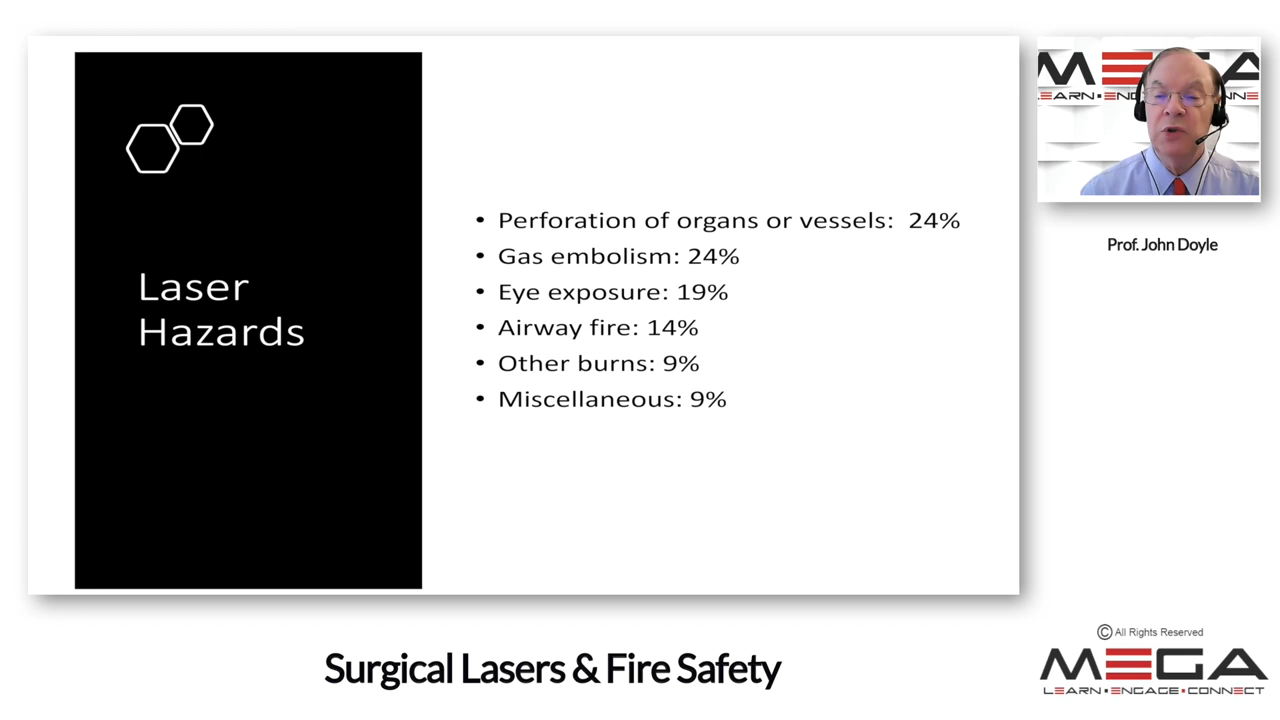 Laser
Hazards
• Perforation of organs or vessels:  24%
• Gas embolism: 24%
• Eye exposure: 19%
• Airway fire: 14%
• Other burns: 9%
• Miscellaneous: 9%
Prof. John Doyle
Surgical Lasers & Fire Safety
© All Rights Reserved
MEGA
LEARN▪ENGAGE▪CONNECT